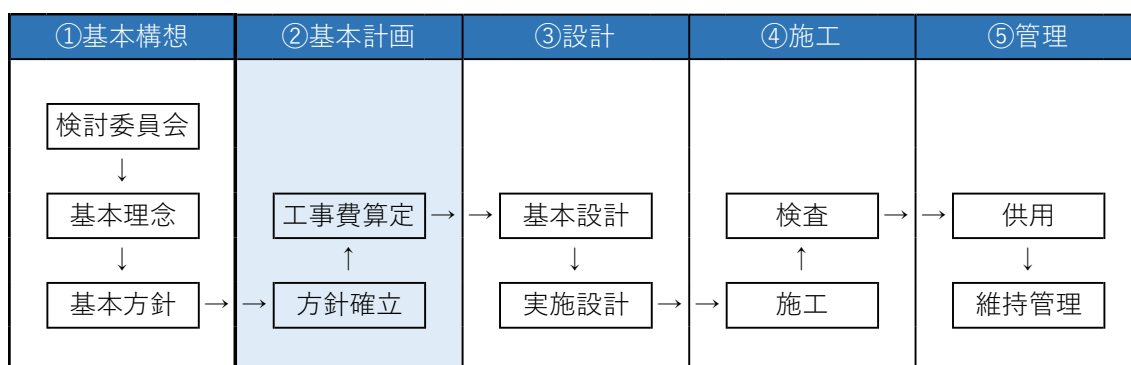 ①基本構想 ②基本計画 ③設計 ④施工 ⑤管理
検討委員会
↓
基本理念 工事費算定 → → 基本設計 検査 → → 供用
↓ ↑ ↓ ↑ ↓
基本方針 → → 方針確立 実施設計 → → 施工 維持管理